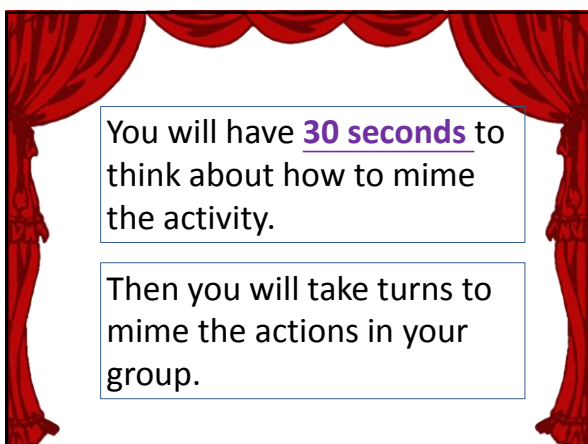 You will have 30 seconds to
think about how to mime
the activity.
Then you will take turns to
mime the actions in your
group.